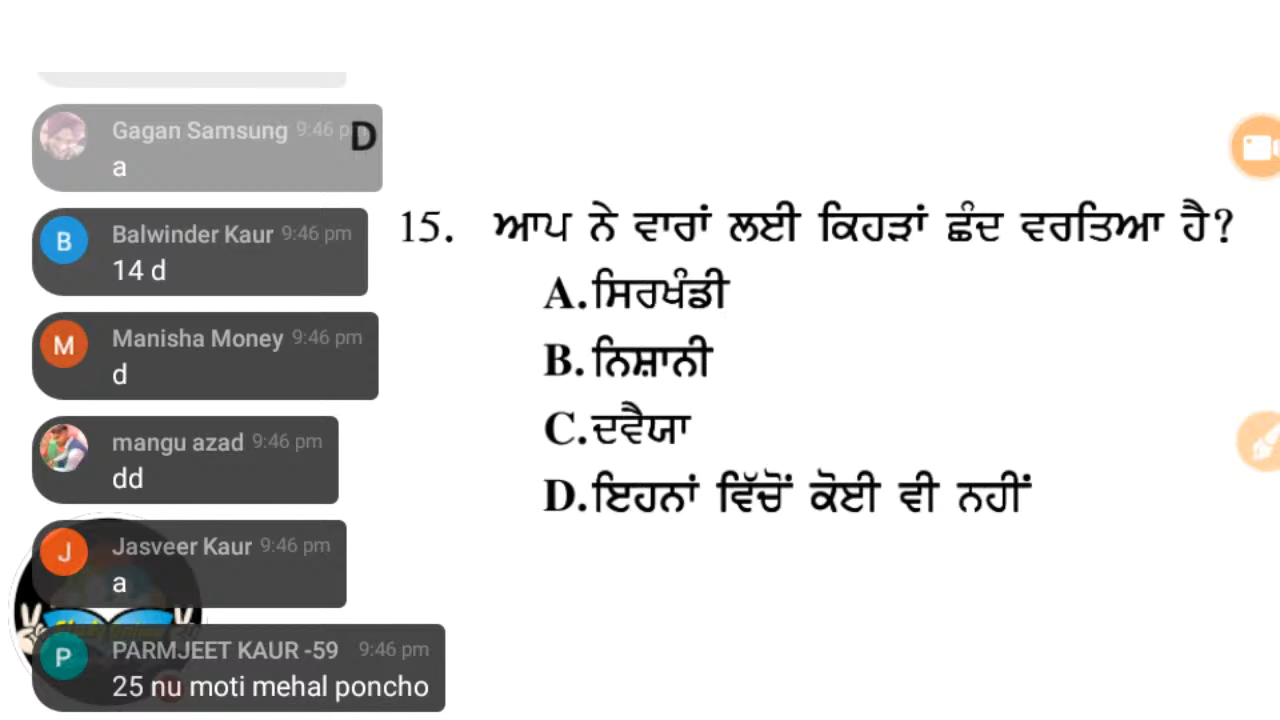 Gagan Samsung 9:46 p
D
a
Balwinder Kaur 9:46 pm
14 d
Manisha Money 9:46 pm
d
mangu azad 9:46 pm
dd
Jasveer Kaur 9:46 pm
a
PARMJEET KAUR -59 9:46 pm
25 nu moti mehal poncho
15. ਆਪ ਨੇ ਵਾਰਾਂ ਲਈ ਕਿਹੜਾਂ ਛੰਦ ਵਰਤਿਆ ਹੈ?
A. ਸਿਰਖੰਡੀ
B. ਨਿਸ਼ਾਨੀ
C. ਦਵੈਯਾ
D. ਇਹਨਾਂ ਵਿੱਚੋਂ ਕੋਈ ਵੀ ਨਹੀਂ